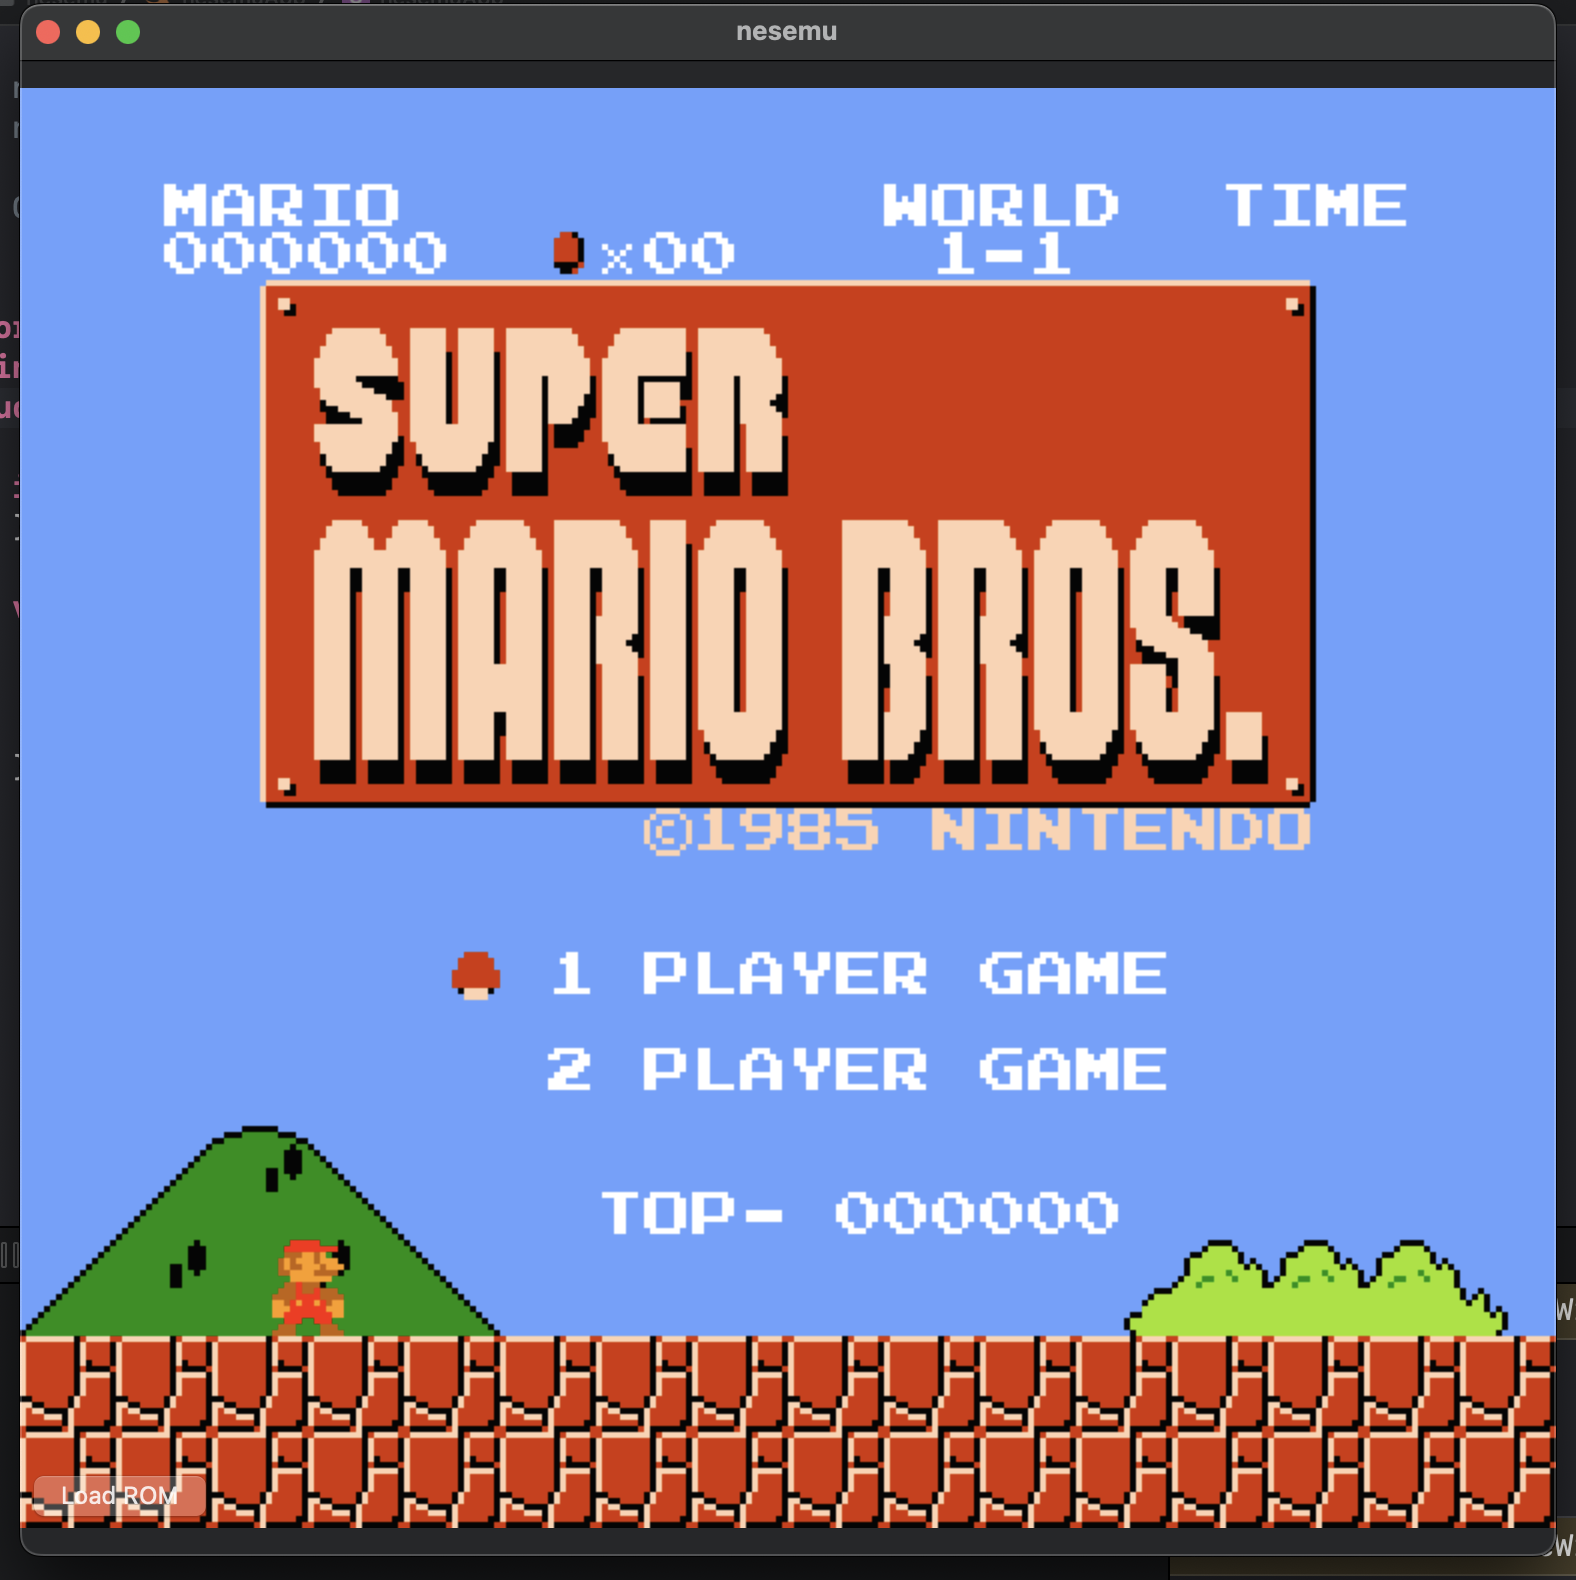 nesemu
MARIO WORLD TIME
000000 x00 1-1
SUPER
MARIO BROS.
©1985 NINTENDO
1 PLAYER GAME
2 PLAYER GAME
TOP- 000000
Load ROM